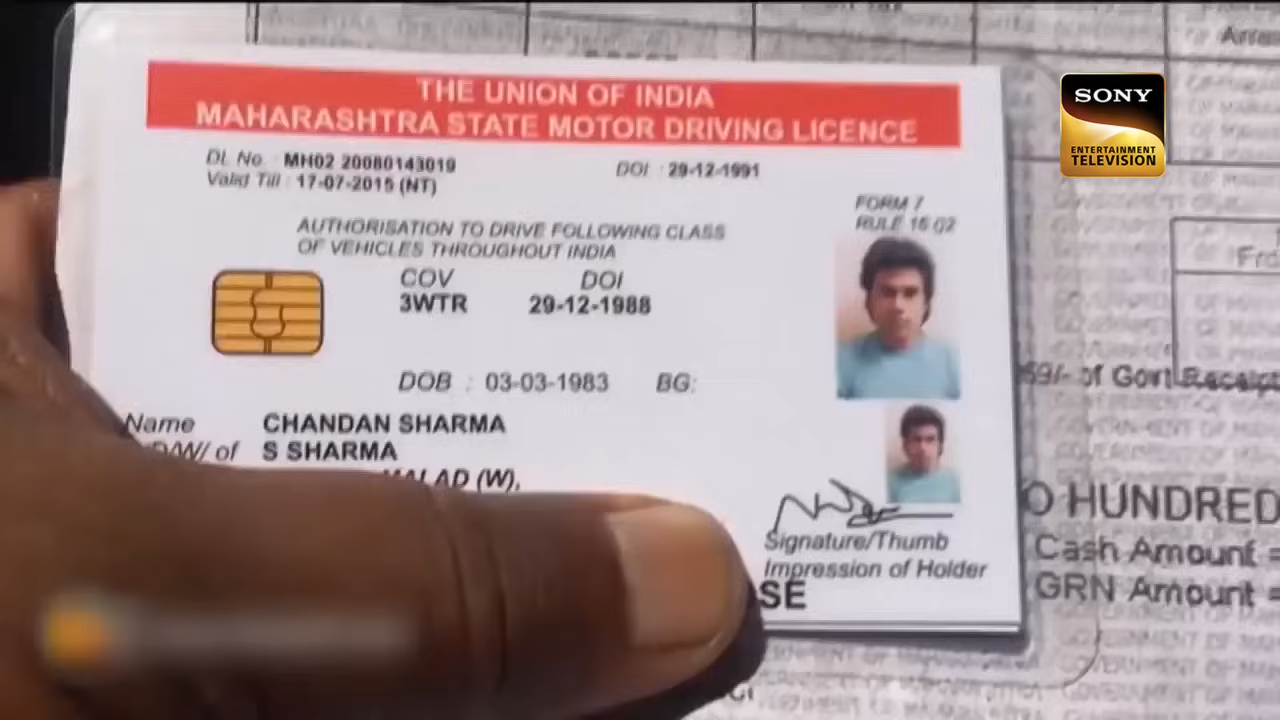 THE UNION OF INDIA
MAHARASHTRA STATE MOTOR DRIVING LICENCE
DL No. : MH02 20080143019
DOI : 29-12-1991
Valid Till : 17-07-2015 (NT)
FORM 7
RULE 16 (2)
AUTHORISATION TO DRIVE FOLLOWING CLASS
OF VEHICLES THROUGHOUT INDIA
COV DOI
3WTR 29-12-1988
DOB : 03-03-1983 BG:
Name CHANDAN SHARMA
/D/W/ of S SHARMA
MALAD (W),
Signature/Thumb
Impression of Holder
SE
SONY
ENTERTAINMENT
TELEVISION
of Govt Receipt
HUNDRED
Cash Amount =
GRN Amount =